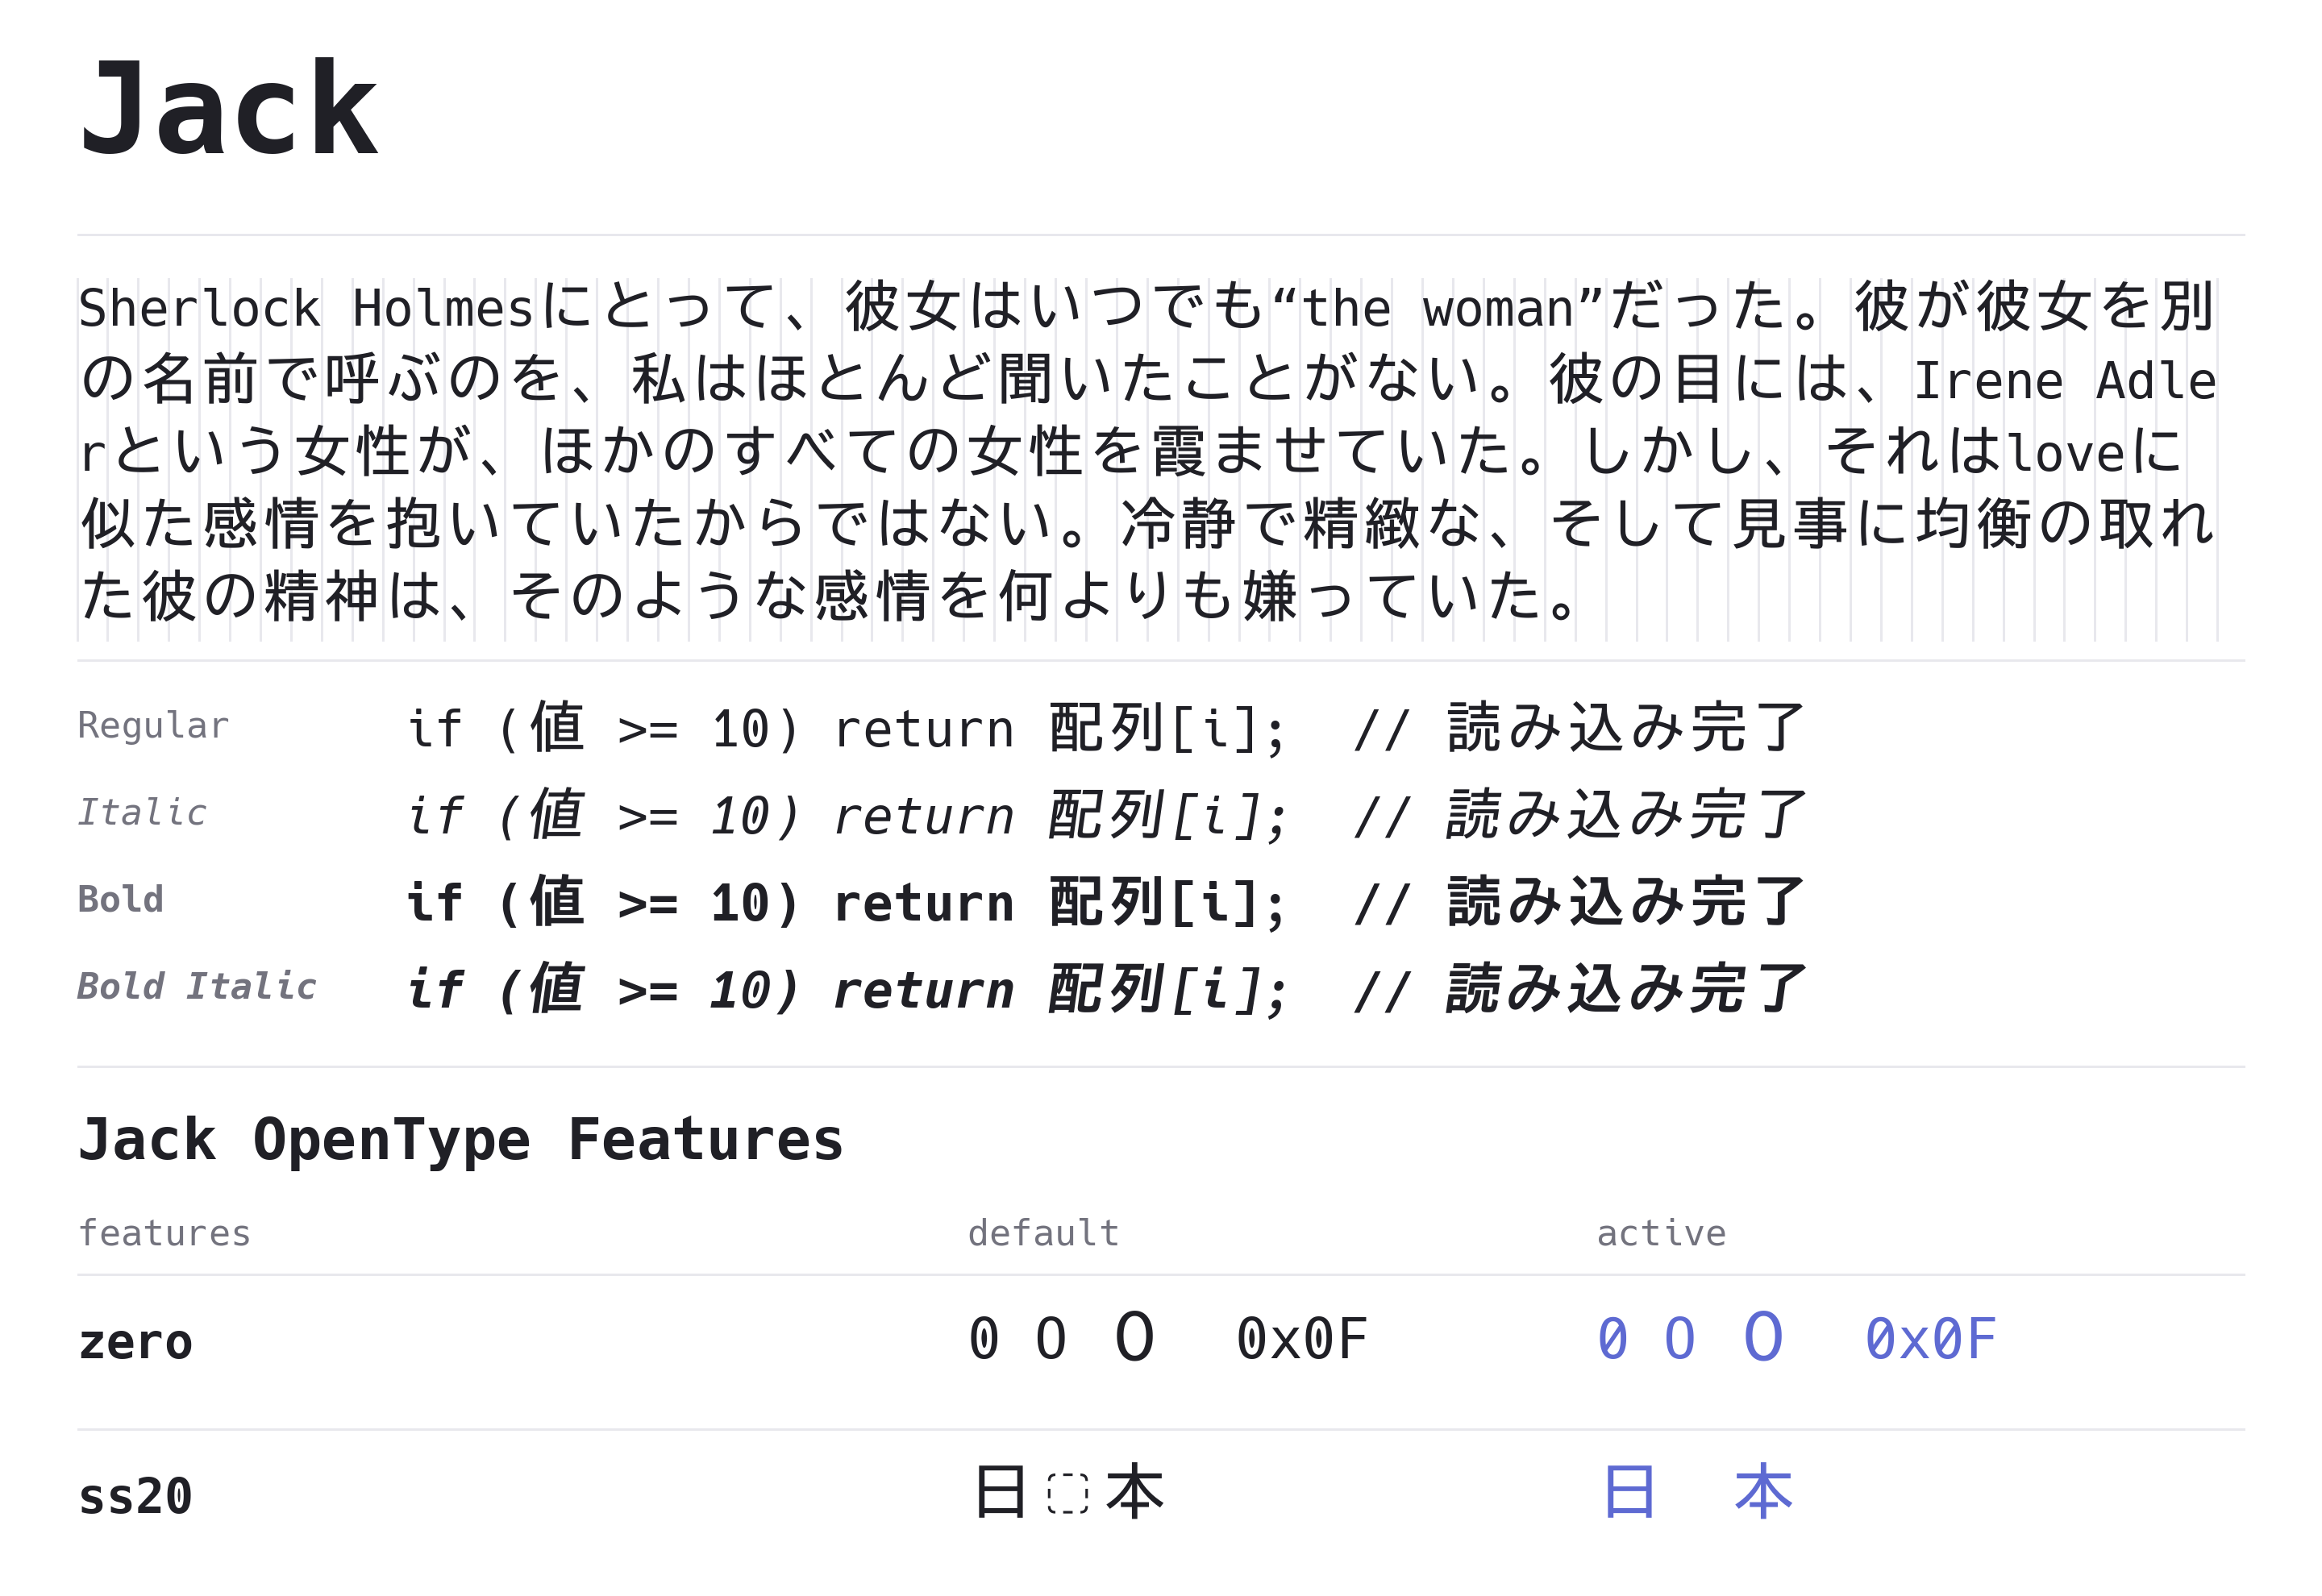 Jack
Sherlock Holmesにとって、彼女はいつでも“the woman”だった。彼が彼女を別
の名前で呼ぶのを、私はほとんど聞いたことがない。彼の目には、Irene Adle
rという女性が、ほかのすべての女性を霞ませていた。しかし、それはloveに
似た感情を抱いていたからではない。冷静で精緻な、そして見事に均衡の取れ
た彼の精神は、そのような感情を何よりも嫌っていた。
Regular if (値 >= 10) return 配列[i];  // 読み込み完了
Italic if (値 >= 10) return 配列[i];  // 読み込み完了
Bold if (値 >= 10) return 配列[i];  // 読み込み完了
Bold Italic if (値 >= 10) return 配列[i];  // 読み込み完了
Jack OpenType Features
features default active
zero 0 O Ｏ 0x0F 0 O Ｏ 0x0F
ss20 日　本 日　本